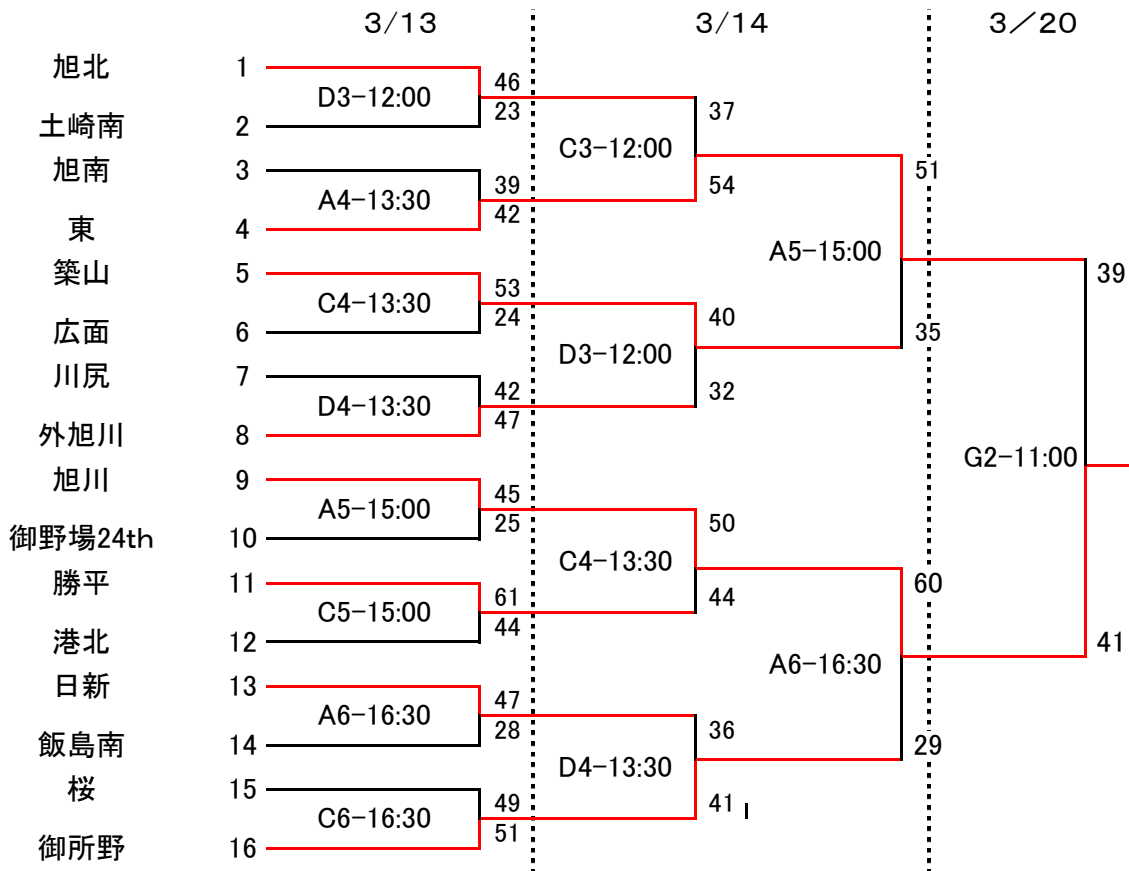 3/13 3/14 3／20
旭北 1
D3-12:00 46
23
土崎南 2
37
C3-12:00
54
旭南 3
A4-13:30 39
42
東 4
51
A5-15:00
35
築山 5
C4-13:30 53
24
広面 6
40
D3-12:00
32
川尻 7
D4-13:30 42
47
外旭川 8
39
G2-11:00
41
旭川 9
A5-15:00 45
25
御野場24th 10
50
C4-13:30
44
勝平 11
C5-15:00 61
44
港北 12
60
A6-16:30
29
日新 13
A6-16:30 47
28
飯島南 14
36
D4-13:30
41
桜 15
C6-16:30 49
51
御所野 16